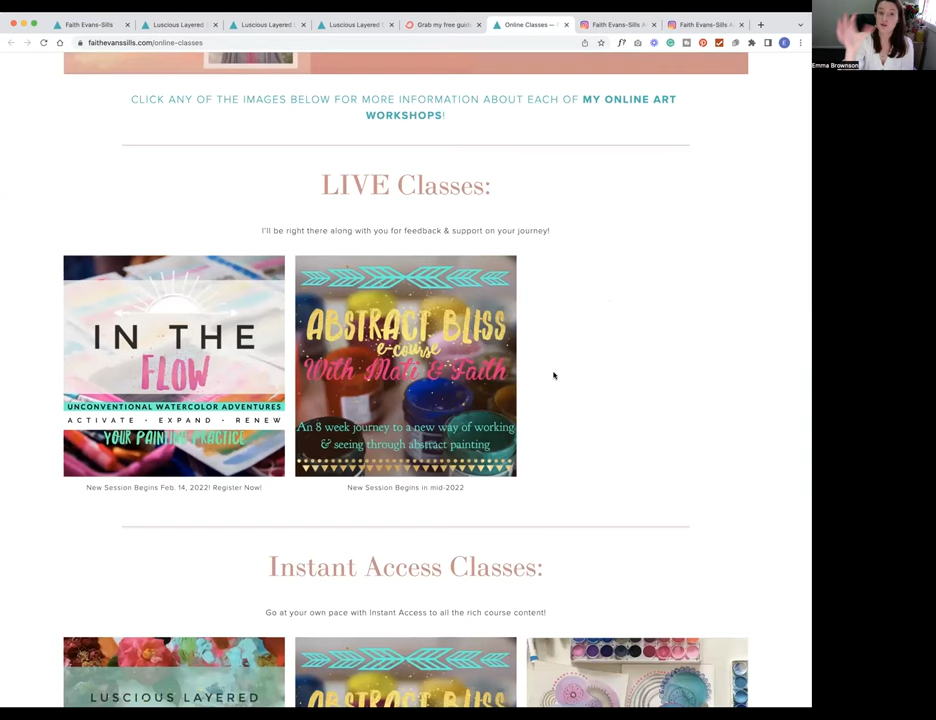 Faith Evans-Sills
Luscious Layered
Luscious Layered
Luscious Layered
Grab my free guid
Online Classes —
Faith Evans-Sills
Faith Evans-Sills
faithevanssills.com/online-classes
Emma Brownson
CLICK ANY OF THE IMAGES BELOW FOR MORE INFORMATION ABOUT EACH OF MY ONLINE ART
WORKSHOPS!
LIVE Classes:
I'll be right there along with you for feedback & support on your journey!
IN THE
FLOW
UNCONVENTIONAL WATERCOLOR ADVENTURES
ACTIVATE · EXPAND · RENEW
YOUR PAINTING PRACTICE
New Session Begins Feb. 14, 2022! Register Now!
ABSTRACT BLISS
e-course
With Mati & Faith
An 8 week journey to a new way of working
& seeing through abstract painting
New Session Begins in mid-2022
Instant Access Classes:
Go at your own pace with Instant Access to all the rich course content!
LUSCIOUS LAYERED
ABSTRACT BLISS